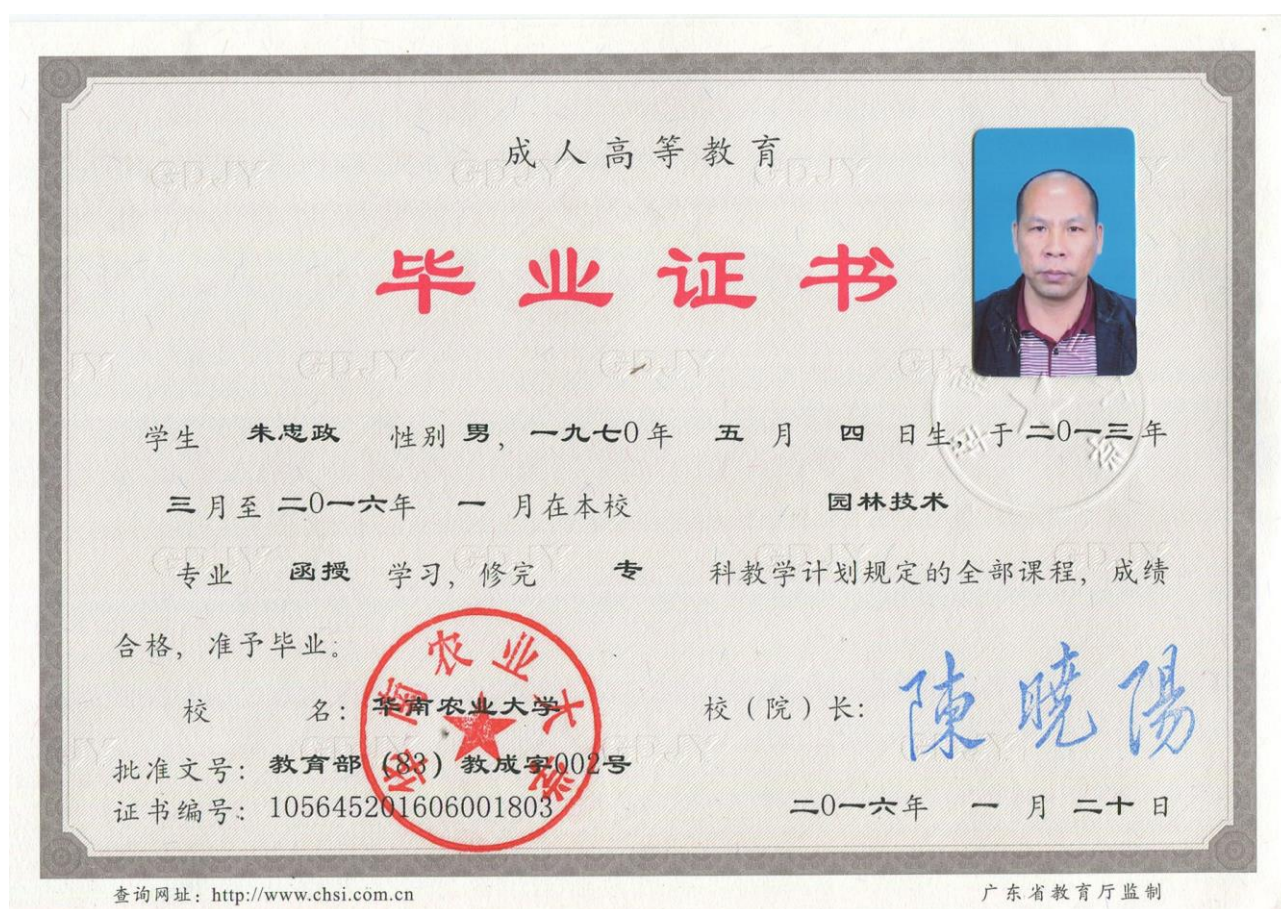 成人高等教育
毕业证书
学生 朱忠政 性别 男，一九七0年 五 月 四 日生，于二0一三年
三月至 二0一六年 一 月在本校 园林技术
专业 函授 学习，修完 专 科教学计划规定的全部课程，成绩
合格，准予毕业。
华南农业大学
校 名：华南农业大学 校（院）长：陳曉陽
批准文号：教育部（83）教成字002号
证书编号：105645201606001803 二0一六年 一 月 二十 日
查询网址：http://www.chsi.com.cn 广东省教育厅监制
GDJY